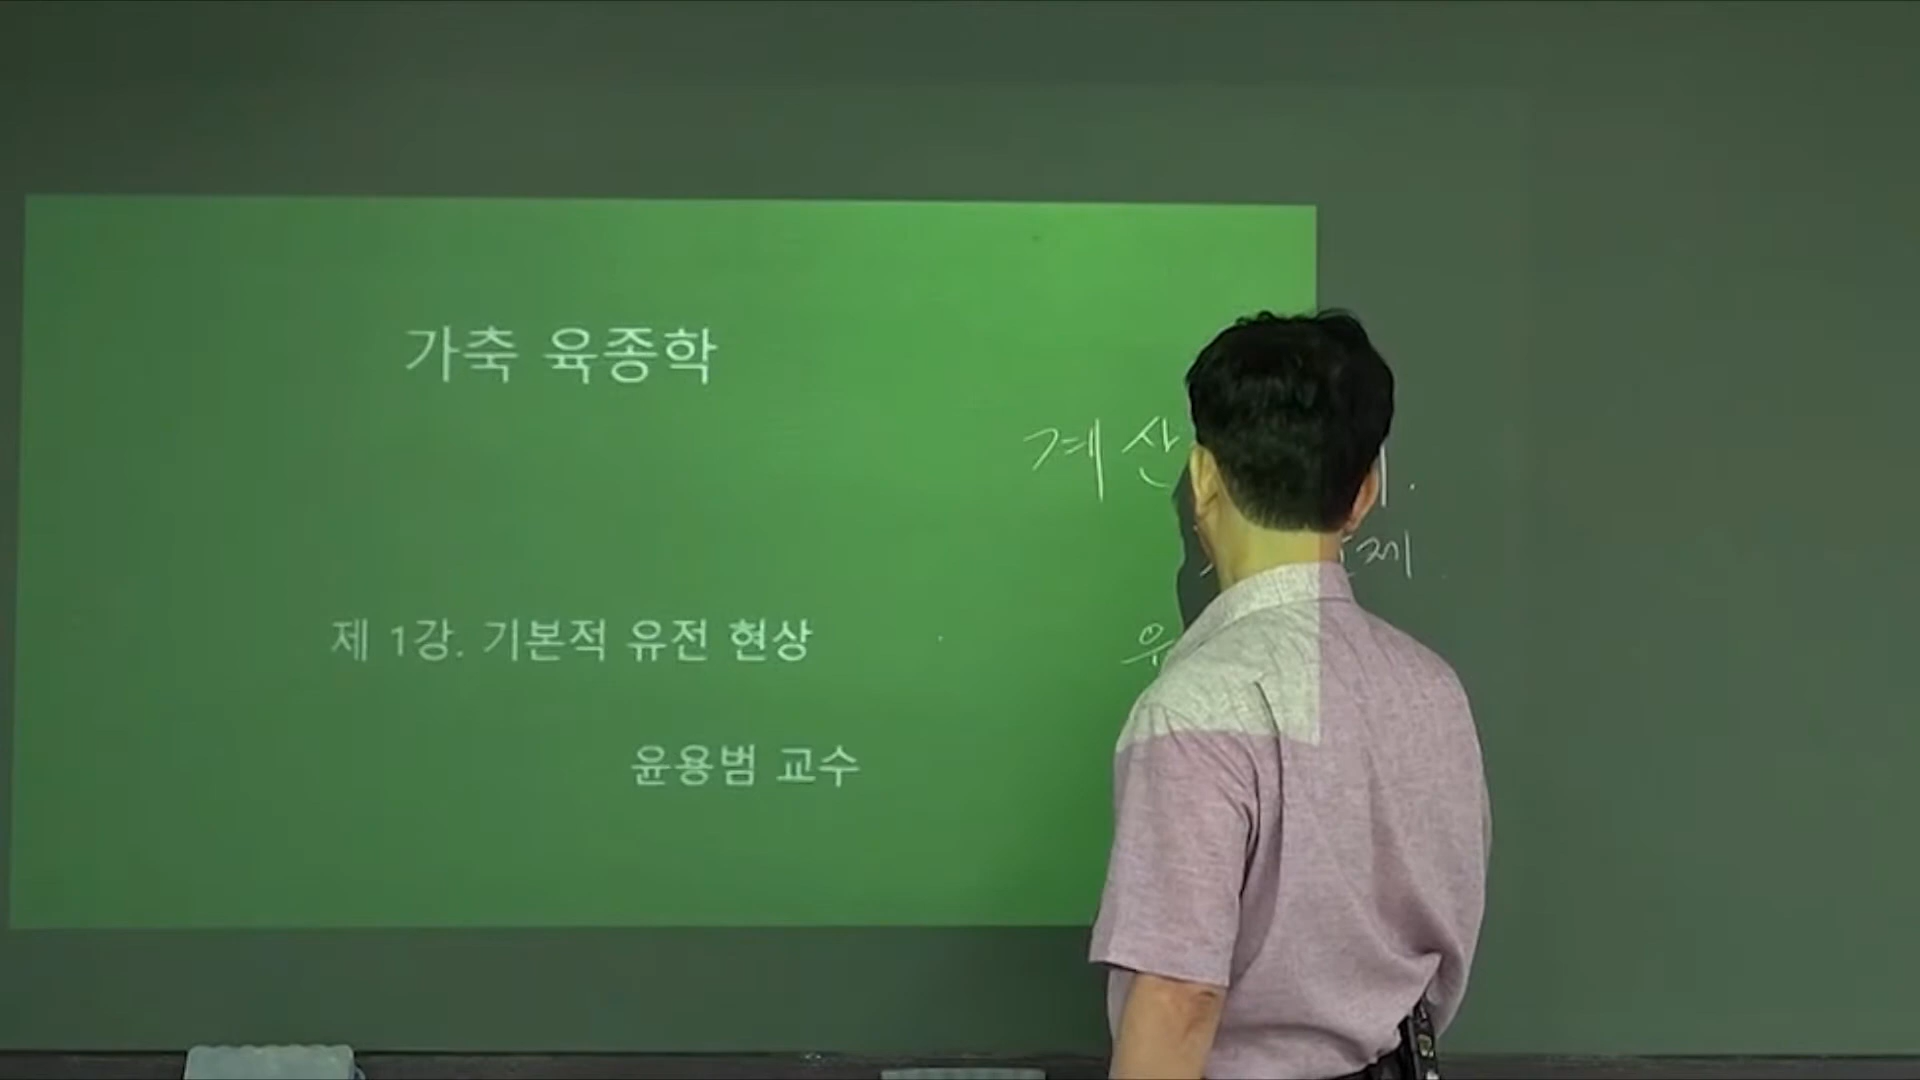 가축 육종학
계산
제 1강. 기본적 유전 현상
윤용범 교수